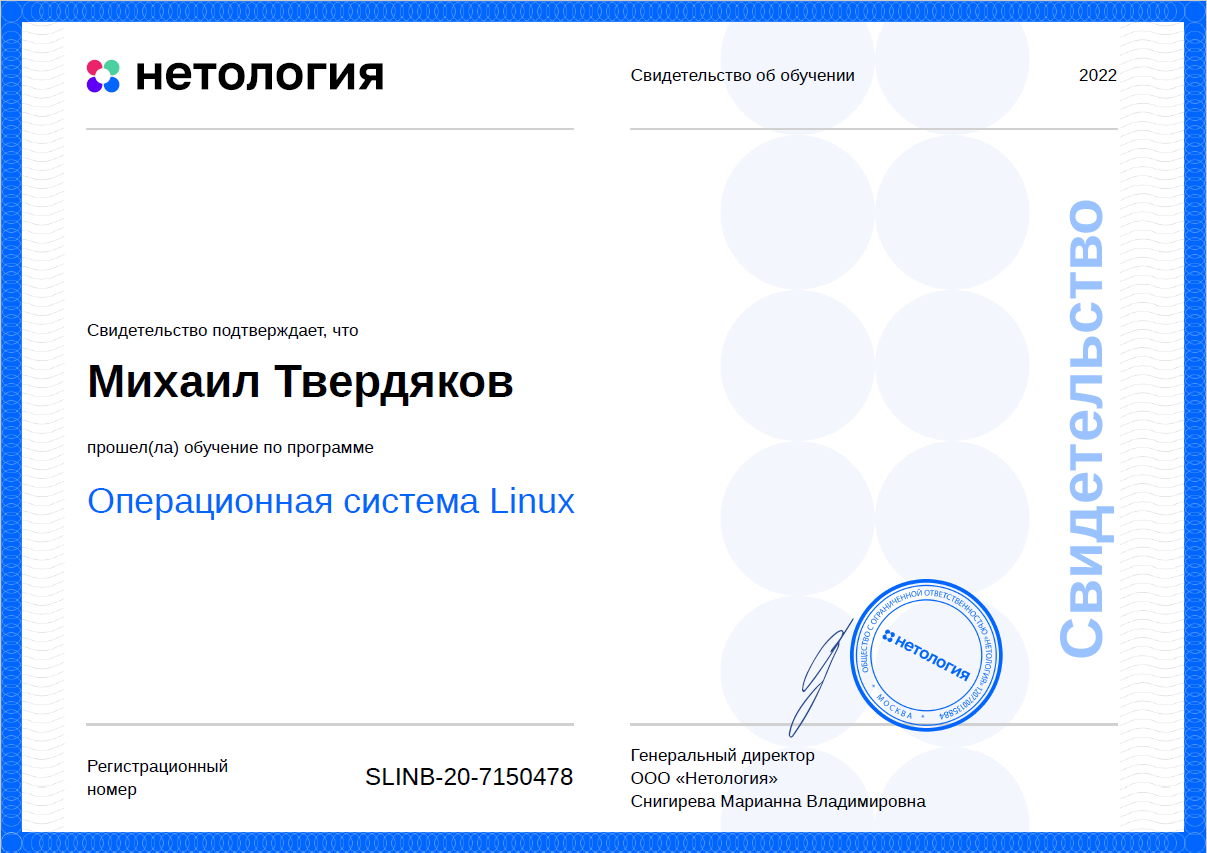 нетология
Свидетельство об обучении
2022
Свидетельство подтверждает, что
Михаил Твердяков
прошел(ла) обучение по программе
Операционная система Linux
Свидетельство
ОБЩЕСТВО С ОГРАНИЧЕННОЙ ОТВЕТСТВЕННОСТЬЮ «НЕТОЛОГИЯ» 1207700135884
нетология
* МОСКВА *
Регистрационный
номер
SLINB-20-7150478
Генеральный директор
ООО «Нетология»
Снигирева Марианна Владимировна